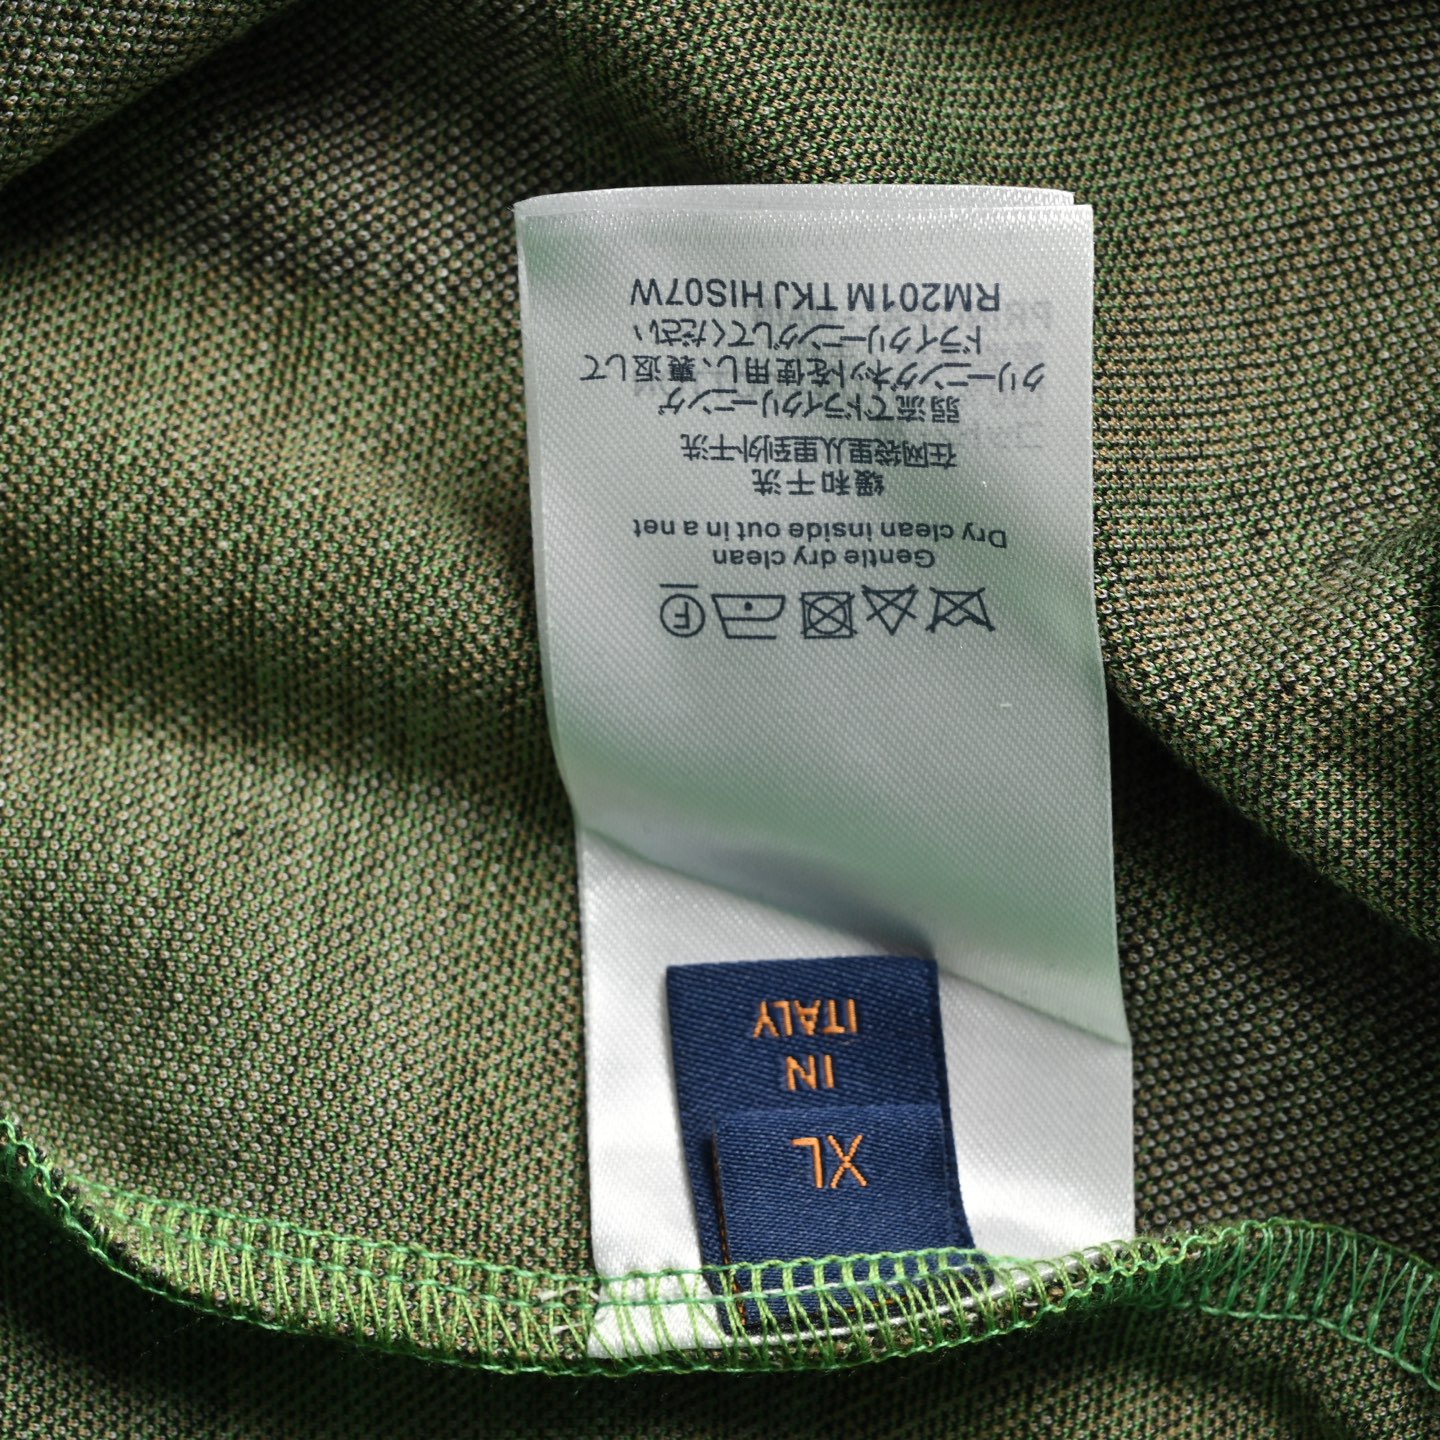 XL
IN
ITALY
F
Gentle dry clean
Dry clean inside out in a net
缓和干洗
在网袋里从里到外干洗
弱流でドライクリーニング
クリーニングネットを使用し、裏返して
ドライクリーニングしてください
RM201M TKJ HIS07W